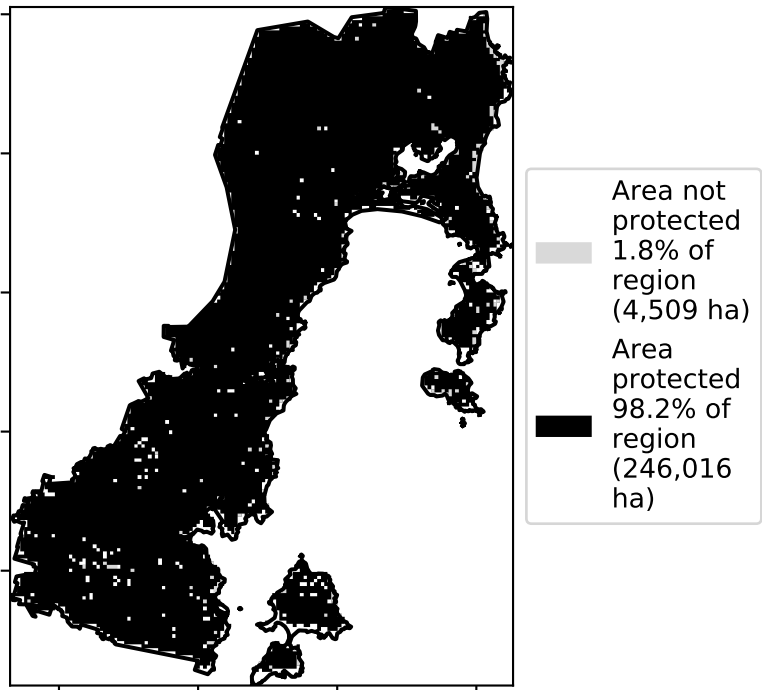 Area not
protected
1.8% of
region
(4,509 ha)
Area
protected
98.2% of
region
(246,016
ha)